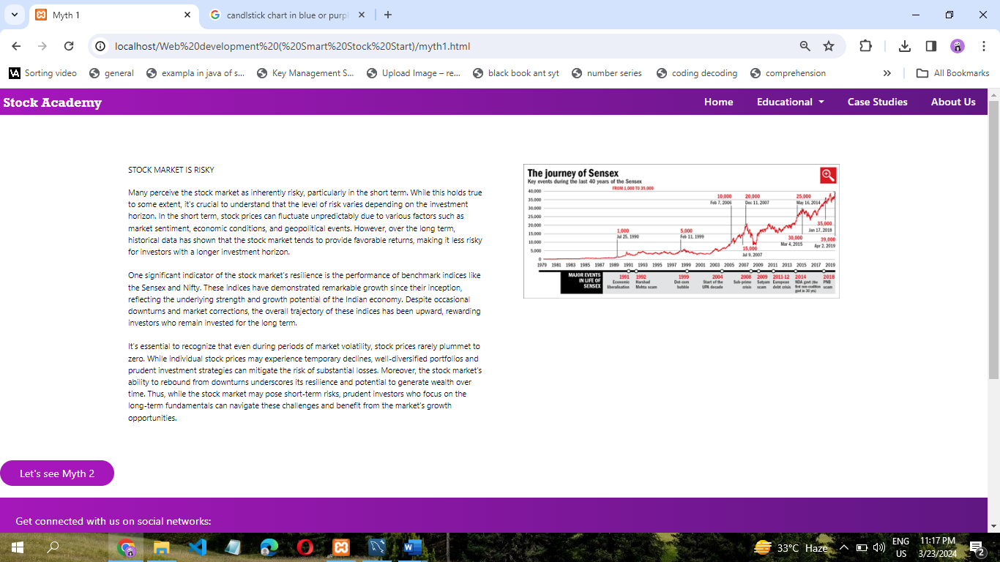 Myth 1
candlstick chart in blue or purpl
localhost/Web%20development%20(%20Smart%20Stock%20Start)/myth1.html
Sorting video
general
exampla in java of s...
Key Management S...
Upload Image – re...
black book ant syt
number series
coding decoding
comprehension
All Bookmarks
Stock Academy
Home
Educational
Case Studies
About Us
STOCK MARKET IS RISKY
Many perceive the stock market as inherently risky, particularly in the short term. While this holds true
to some extent, it's crucial to understand that the level of risk varies depending on the investment
horizon. In the short term, stock prices can fluctuate unpredictably due to various factors such as
market sentiment, economic conditions, and geopolitical events. However, over the long term,
historical data has shown that the stock market tends to provide favorable returns, making it less risky
for investors with a longer investment horizon.
One significant indicator of the stock market's resilience is the performance of benchmark indices like
the Sensex and Nifty. These indices have demonstrated remarkable growth since their inception,
reflecting the underlying strength and growth potential of the Indian economy. Despite occasional
downturns and market corrections, the overall trajectory of these indices has been upward, rewarding
investors who remain invested for the long term.
It's essential to recognize that even during periods of market volatility, stock prices rarely plummet to
zero. While individual stock prices may experience temporary declines, well-diversified portfolios and
prudent investment strategies can mitigate the risk of substantial losses. Moreover, the stock market's
ability to rebound from downturns underscores its resilience and potential to generate wealth over
time. Thus, while the stock market may pose short-term risks, prudent investors who focus on the
long-term fundamentals can navigate these challenges and benefit from the market's growth
opportunities.
The journey of Sensex
Key events during the last 40 years of the Sensex
FROM 1,000 TO 39,000
40,000
35,000
30,000
25,000
20,000
15,000
10,000
5,000
0
1,000
Jul 25, 1990
5,000
Feb 11, 1999
10,000
Feb 7, 2006
20,000
Dec 11, 2007
15,000
Jul 9, 2007
25,000
May 16, 2014
30,000
Mar 4, 2015
35,000
Jan 17, 2018
39,000
Apr 2, 2019
1979 1981 1983 1985 1987 1989 1991 1993 1995 1997 1999 2001 2003 2005 2007 2009 2011 2013 2015 2017 2019
MAJOR EVENTS
IN LIFE OF
SENSEX
1991
Economic
liberalisation
1992
Harshad
Mehta scam
1999
Dot-com
bubble
2004
Start of the
UPA decade
2008
Sub-prime
crisis
2009
Satyam
scam
2011-12
European
debt crisis
2014
NDA govt (the
first non-coalition
govt in 30 yrs)
2018
PNB
scam
Let's see Myth 2
Get connected with us on social networks:
33°C Haze
ENG
US
11:17 PM
3/23/2024
2